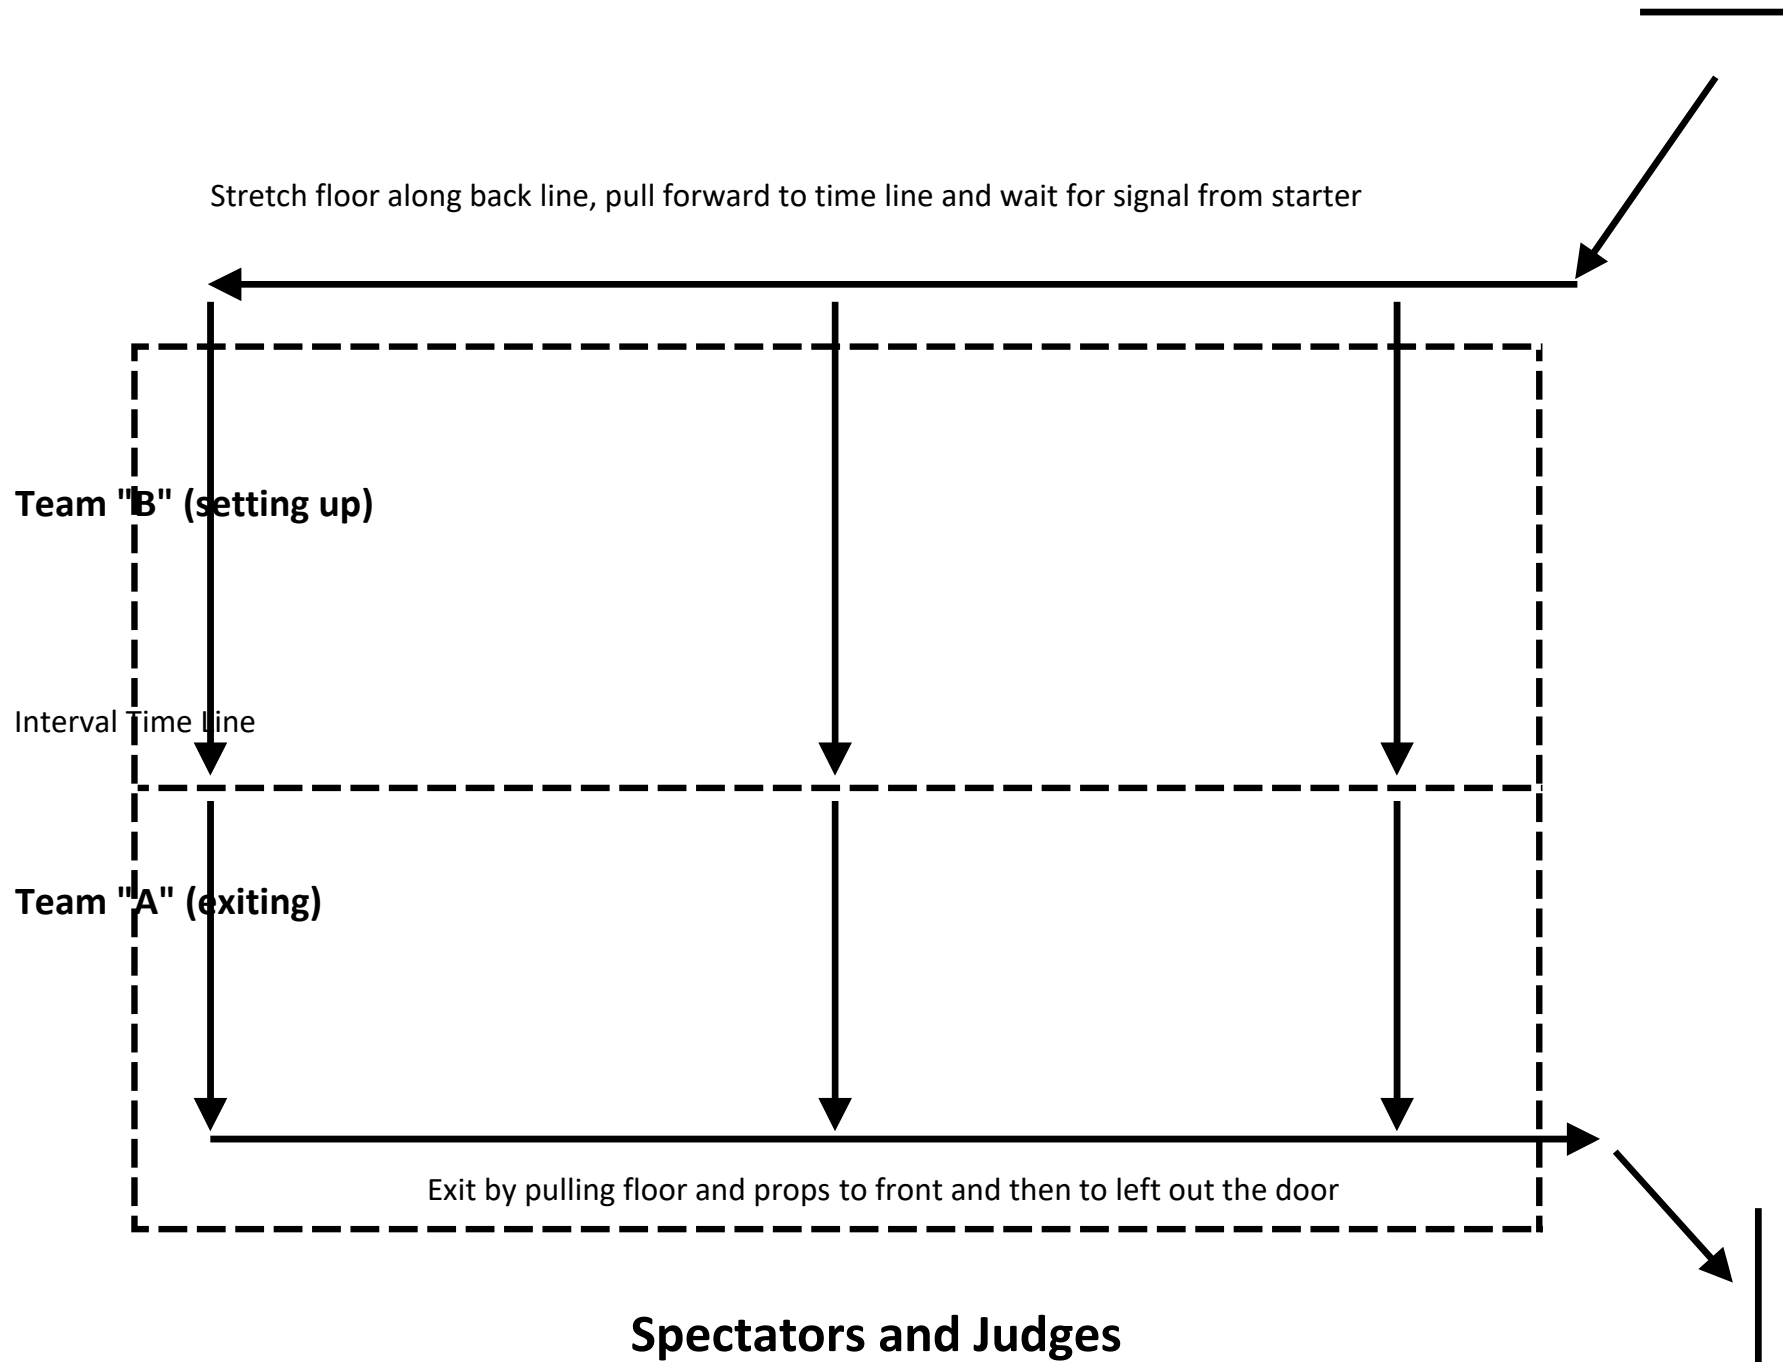 Stretch floor along back line, pull forward to time line and wait for signal from starter
Team "B" (setting up)
Interval Time Line
Team "A" (exiting)
Exit by pulling floor and props to front and then to left out the door
Spectators and Judges